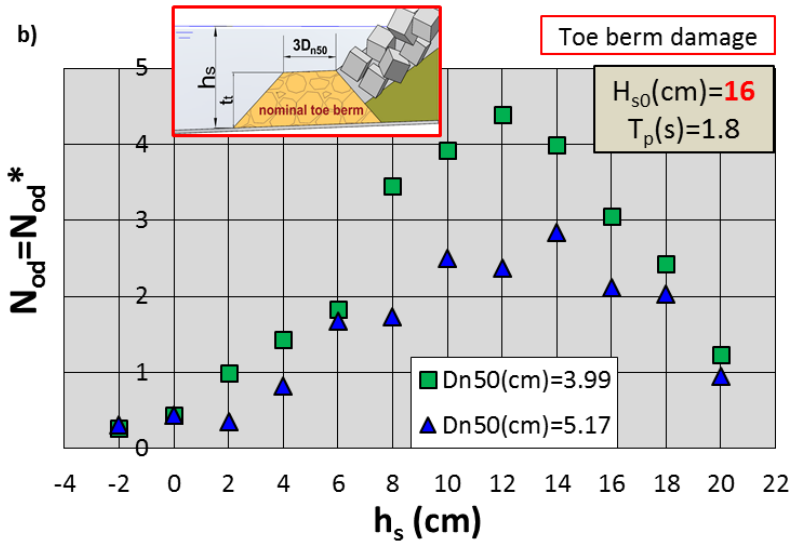 b)
Toe berm damage
3Dn50
hs
tt
nominal toe berm
Hs0(cm)=16
Tp(s)=1.8
5
4
3
2
1
0
Nod=Nod*
Dn50(cm)=3.99
Dn50(cm)=5.17
-4 -2 0 2 4 6 8 10 12 14 16 18 20 22
hs (cm)